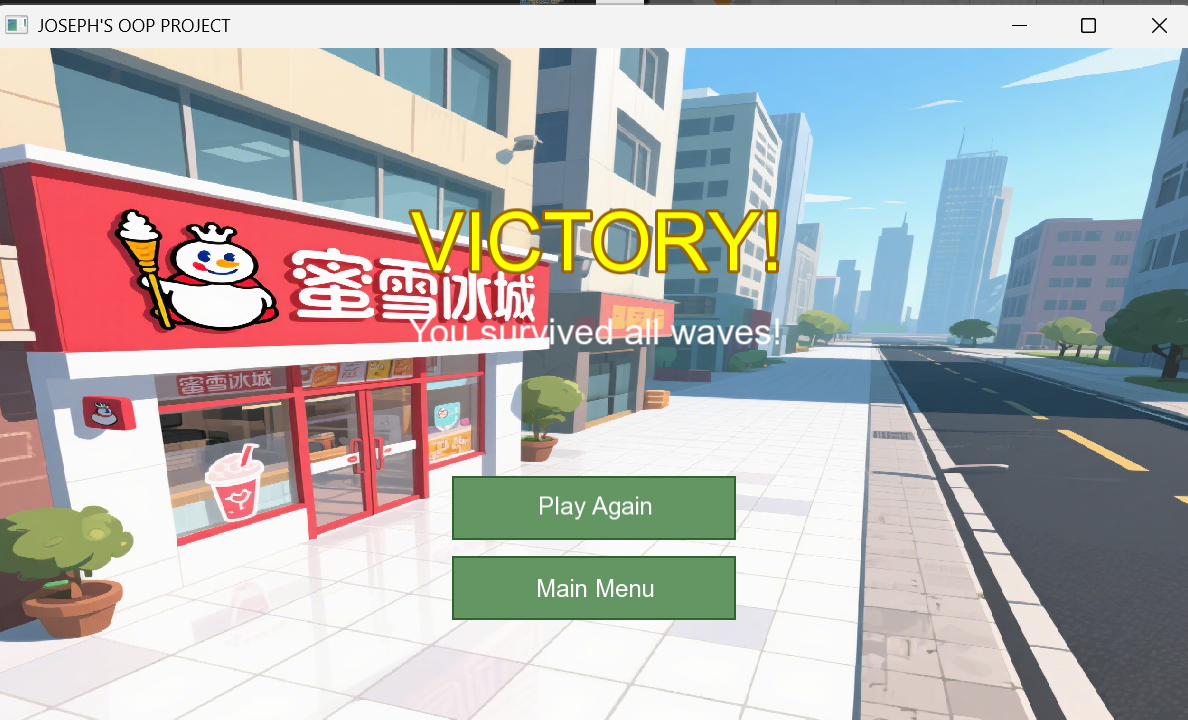 JOSEPH'S OOP PROJECT
VICTORY!
蜜雪冰城
You survived all waves!
蜜雪冰城
Play Again
Main Menu